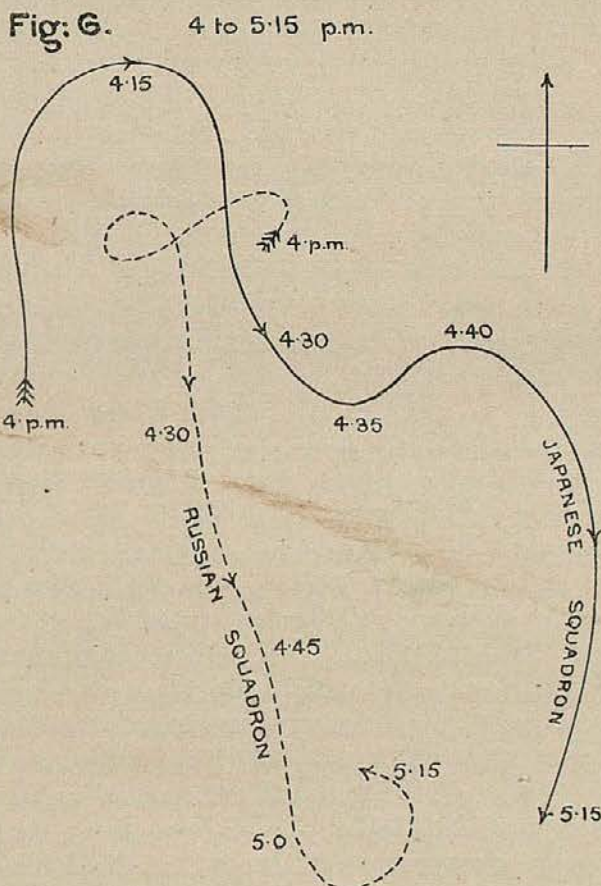 Fig: G. 4 to 5·15 p.m.
4·15
4·p.m.
4·30
4·40
4·p.m.
4·30
4·35
JAPANESE SQUADRON
RUSSIAN SQUADRON
4·45
5·15
5·15
5·0